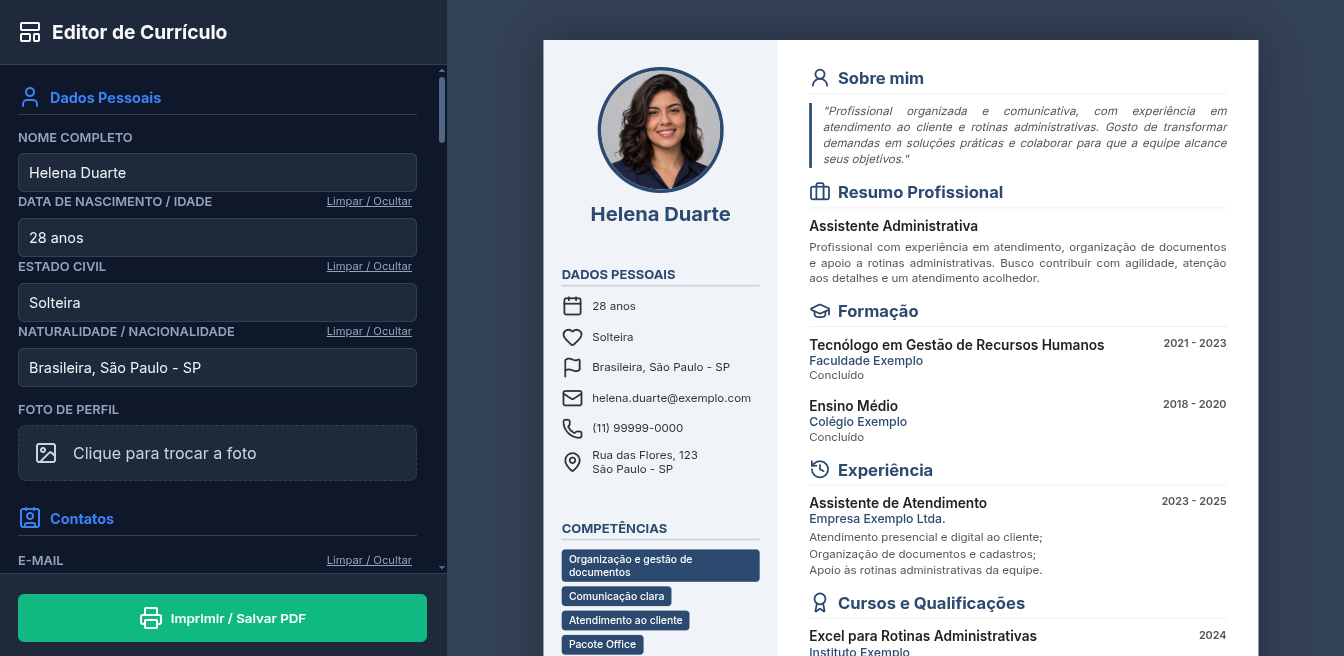 Editor de Currículo
Dados Pessoais
NOME COMPLETO
Helena Duarte
DATA DE NASCIMENTO / IDADE
Limpar / Ocultar
28 anos
ESTADO CIVIL
Limpar / Ocultar
Solteira
NATURALIDADE / NACIONALIDADE
Limpar / Ocultar
Brasileira, São Paulo - SP
FOTO DE PERFIL
Clique para trocar a foto
Contatos
E-MAIL
Limpar / Ocultar
Imprimir / Salvar PDF
Helena Duarte
DADOS PESSOAIS
28 anos
Solteira
Brasileira, São Paulo - SP
helena.duarte@exemplo.com
(11) 99999-0000
Rua das Flores, 123
São Paulo - SP
COMPETÊNCIAS
Organização e gestão de
documentos
Comunicação clara
Atendimento ao cliente
Pacote Office
Sobre mim
"Profissional organizada e comunicativa, com experiência em
atendimento ao cliente e rotinas administrativas. Gosto de transformar
demandas em soluções práticas e colaborar para que a equipe alcance
seus objetivos."
Resumo Profissional
Assistente Administrativa
Profissional com experiência em atendimento, organização de documentos
e apoio a rotinas administrativas. Busco contribuir com agilidade, atenção
aos detalhes e um atendimento acolhedor.
Formação
Tecnólogo em Gestão de Recursos Humanos
2021 - 2023
Faculdade Exemplo
Concluído
Ensino Médio
2018 - 2020
Colégio Exemplo
Concluído
Experiência
Assistente de Atendimento
2023 - 2025
Empresa Exemplo Ltda.
Atendimento presencial e digital ao cliente;
Organização de documentos e cadastros;
Apoio às rotinas administrativas da equipe.
Cursos e Qualificações
Excel para Rotinas Administrativas
2024
Instituto Exemplo